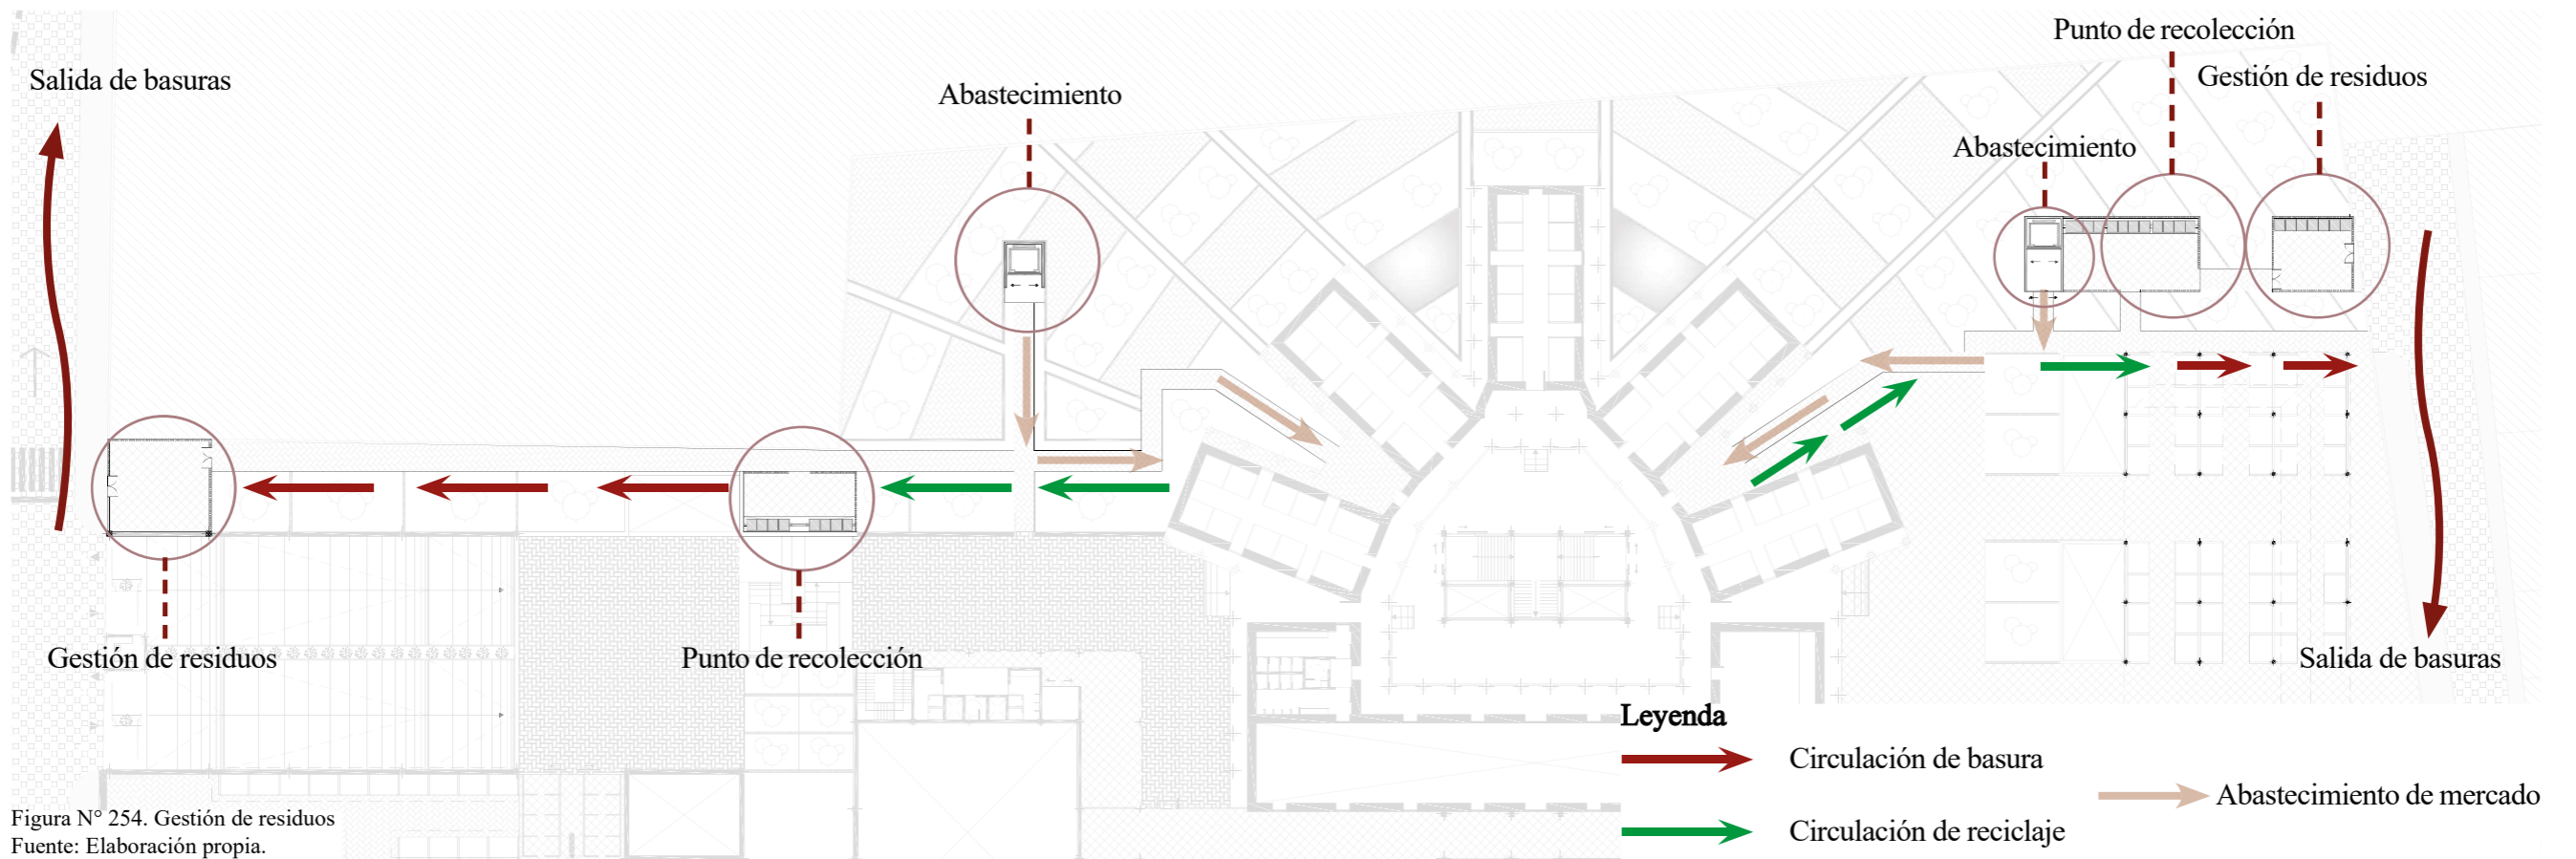 Punto de recolección
Salida de basuras
Abastecimiento
Gestión de residuos
Abastecimiento
Gestión de residuos
Punto de recolección
Salida de basuras
Leyenda
Circulación de basura
Abastecimiento de mercado
Circulación de reciclaje
Figura N° 254. Gestión de residuos
Fuente: Elaboración propia.